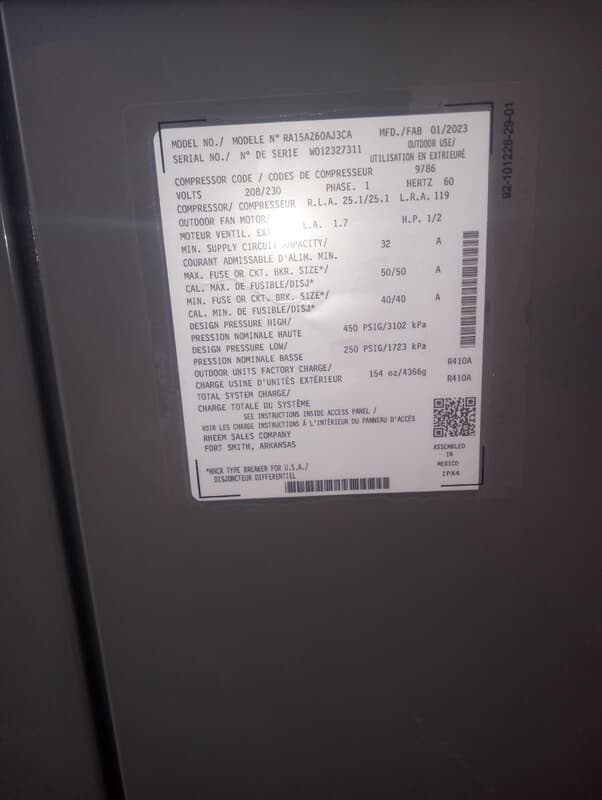 MODEL NO./ MODELE N° RA15AZ60AJ3CA MFD./FAB 01/2023
SERIAL NO./ N° DE SERIE W012327311 OUTDOOR USE/
UTILISATION EN EXTRIEURÉ
COMPRESSOR CODE / CODES DE COMPRESSEUR 9786
VOLTS 208/230 PHASE. 1 HERTZ 60
COMPRESSOR/ COMPRESSEUR R.L.A. 25.1/25.1 L.R.A. 119
OUTDOOR FAN MOTOR/
MOTEUR VENTIL. .L.A. 1.7 H.P. 1/2
MIN. SUPPLY CIRCUIT AMPACITY/ 32 A
COURANT ADMISSABLE D'ALIM. MIN.
MAX. FUSE OR CKT. BKR. SIZE*/ 50/50 A
CAL. MAX. DE FUSIBLE/DISJ*
MIN. FUSE OR CKT. BRK. SIZE*/ 40/40 A
CAL. MIN. DE FUSIBLE/DISJ*
DESIGN PRESSURE HIGH/ 450 PSIG/3102 kPa
PRESSION NOMINALE HAUTE
DESIGN PRESSURE LOW/ 250 PSIG/1723 kPa
PRESSION NOMINALE BASSE
OUTDOOR UNITS FACTORY CHARGE/ 154 oz/4366g R410A
CHARGE USINE D'UNITÉS EXTÉRIEUR
TOTAL SYSTEM CHARGE/ R410A
CHARGE TOTALE DU SYSTÈME
SEE INSTRUCTIONS INSIDE ACCESS PANEL /
VOIR LES CHARGE INSTRUCTIONS À L'INTÉRIEUR DU PANNEAU D'ACCÈS
RHEEM SALES COMPANY
FORT SMITH, ARKANSAS
ASSEMBLED
IN
MEXICO
IPX4
*HACR TYPE BREAKER FOR U.S.A./
DISJONCTEUR DIFFERENTIEL
92-101228-29-01